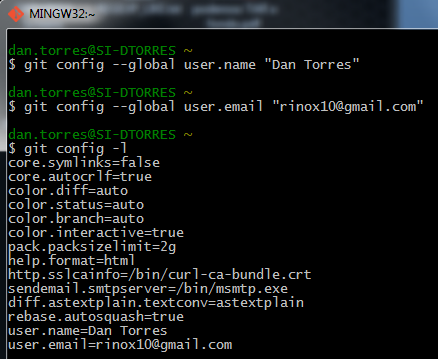 MINGW32:~
dan.torres@SI-DTORRES ~
$ git config --global user.name "Dan Torres"
dan.torres@SI-DTORRES ~
$ git config --global user.email "rinox10@gmail.com"
dan.torres@SI-DTORRES ~
$ git config -l
core.symlinks=false
core.autocrlf=true
color.diff=auto
color.status=auto
color.branch=auto
color.interactive=true
pack.packsizelimit=2g
help.format=html
http.sslcainfo=/bin/curl-ca-bundle.crt
sendemail.smtpserver=/bin/msmtp.exe
diff.astextplain.textconv=astextplain
rebase.autosquash=true
user.name=Dan Torres
user.email=rinox10@gmail.com